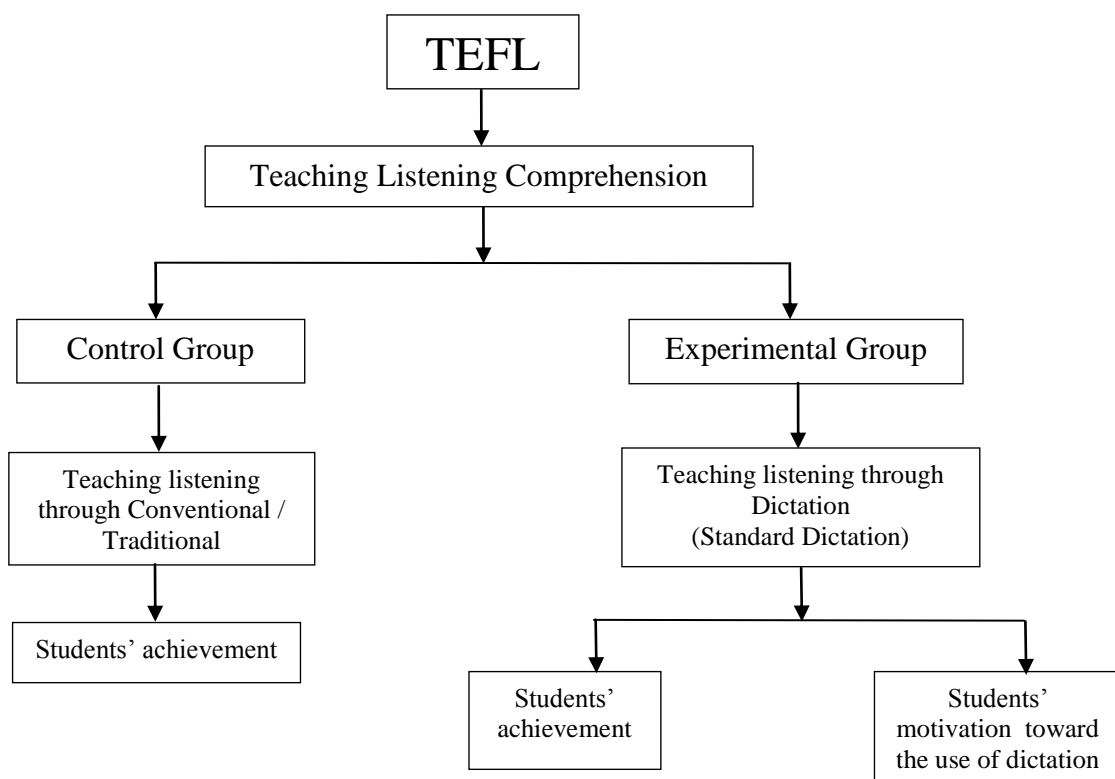 TEFL
Teaching Listening Comprehension
Control Group
Experimental Group
Teaching listening
through Conventional /
Traditional
Teaching listening through
Dictation
(Standard Dictation)
Students’ achievement
Students’
achievement
Students’
motivation toward
the use of dictation